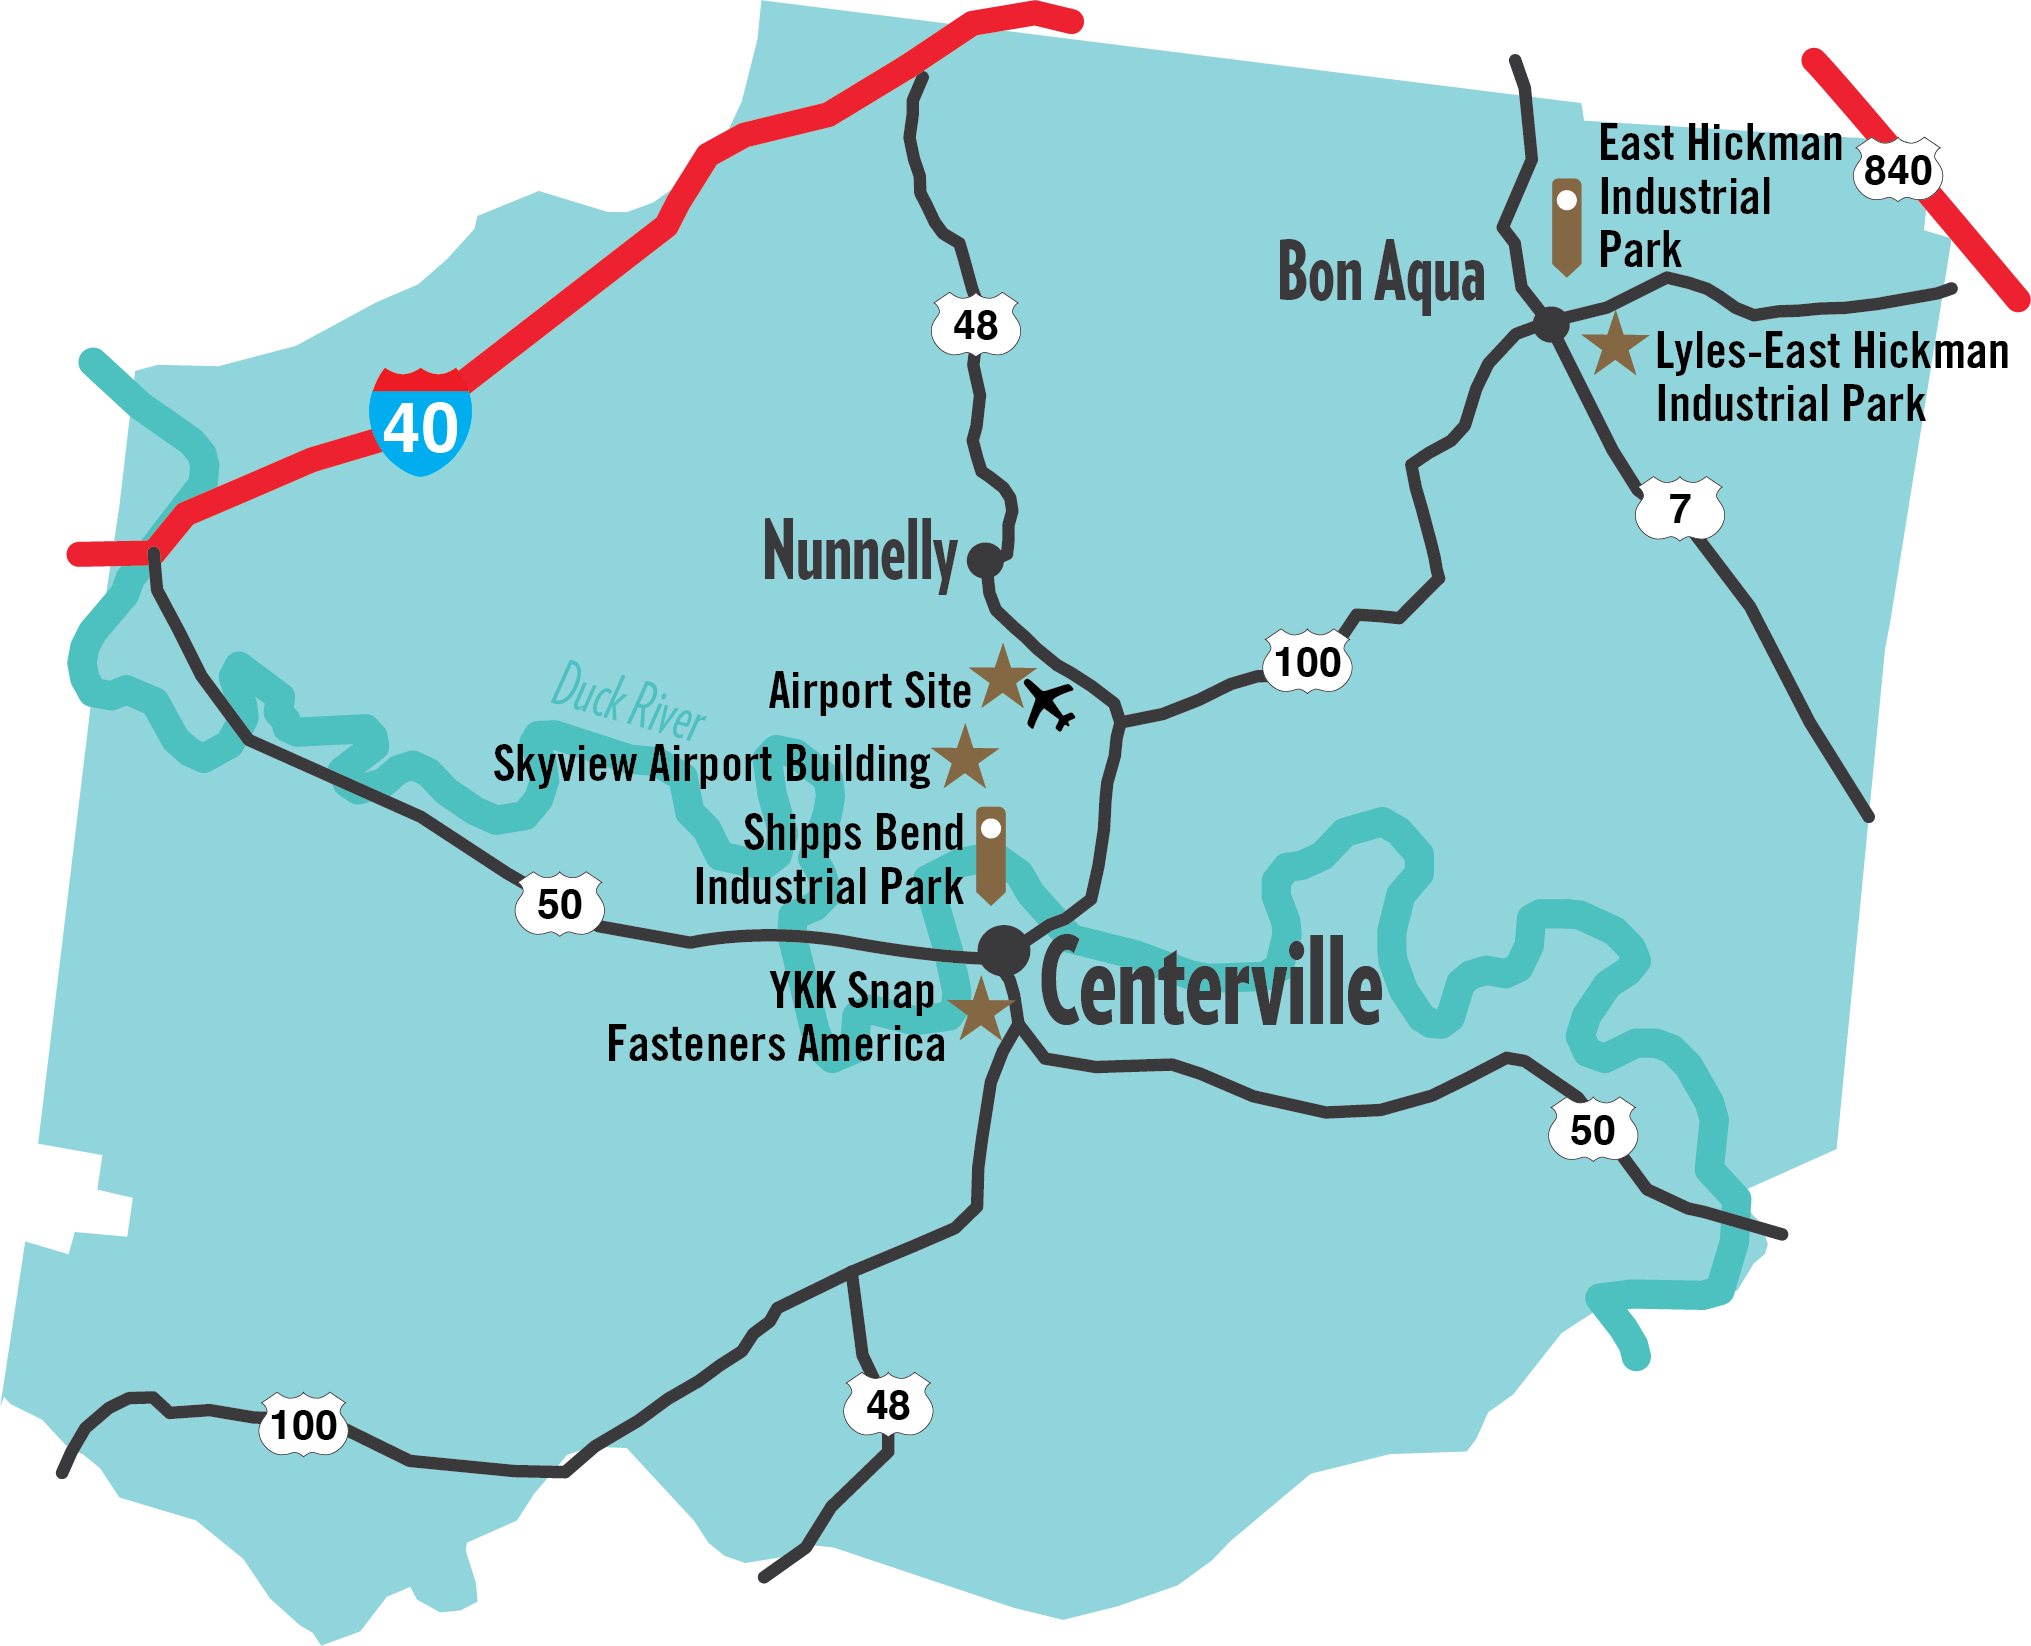 East Hickman
Industrial
Park
840
Bon Aqua
48
Lyles-East Hickman
Industrial Park
40
7
Nunnelly
100
Airport Site
Duck River
Skyview Airport Building
Shipps Bend
Industrial Park
50
Centerville
YKK Snap
Fasteners America
50
48
100